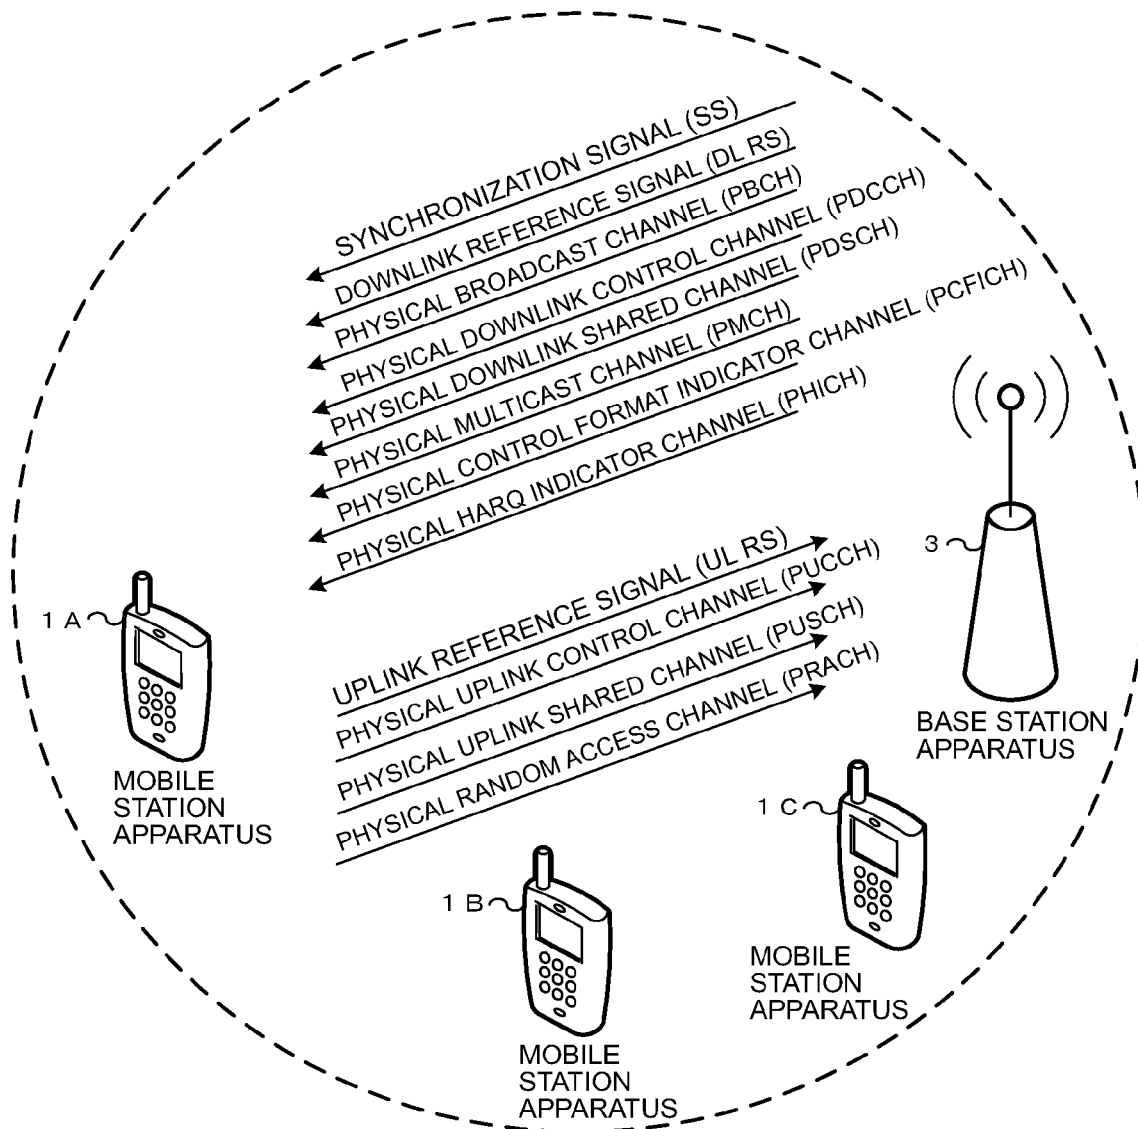 SYNCHRONIZATION SIGNAL (SS)
DOWNLINK REFERENCE SIGNAL (DL RS)
PHYSICAL BROADCAST CHANNEL (PBCH)
PHYSICAL DOWNLINK CONTROL CHANNEL (PDCCH)
PHYSICAL DOWNLINK SHARED CHANNEL (PDSCH)
PHYSICAL MULTICAST CHANNEL (PMCH)
PHYSICAL CONTROL FORMAT INDICATOR CHANNEL (PCFICH)
PHYSICAL HARQ INDICATOR CHANNEL (PHICH)
UPLINK REFERENCE SIGNAL (UL RS)
PHYSICAL UPLINK CONTROL CHANNEL (PUCCH)
PHYSICAL UPLINK SHARED CHANNEL (PUSCH)
PHYSICAL RANDOM ACCESS CHANNEL (PRACH)
3
BASE STATION
APPARATUS
1 A
MOBILE
STATION
APPARATUS
1 B
MOBILE
STATION
APPARATUS
1 C
MOBILE
STATION
APPARATUS